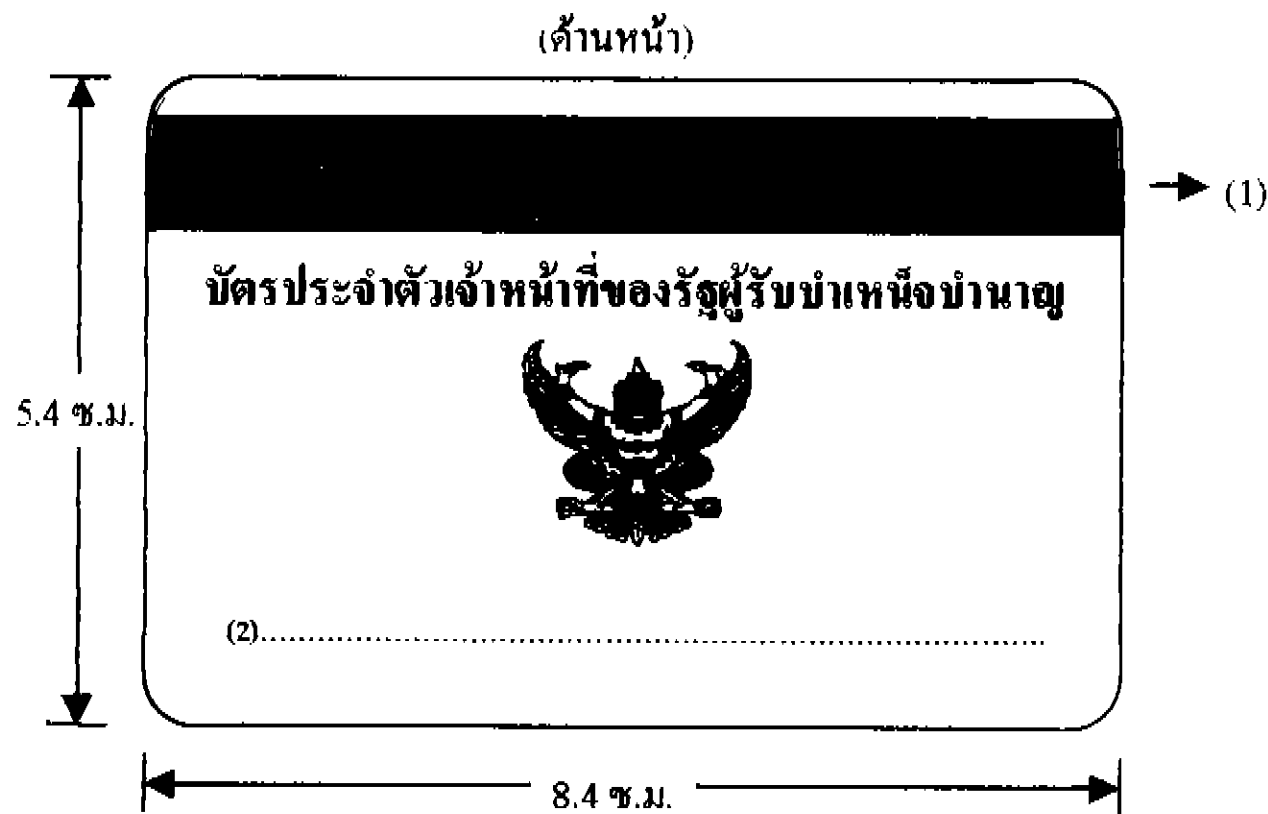 (ด้านหน้า)
(1)
บัตรประจำตัวเจ้าหน้าที่ของรัฐผู้รับบำเหน็จบำนาญ
5.4 ซ.ม.
(2)..........................................................................................
8.4 ซ.ม.